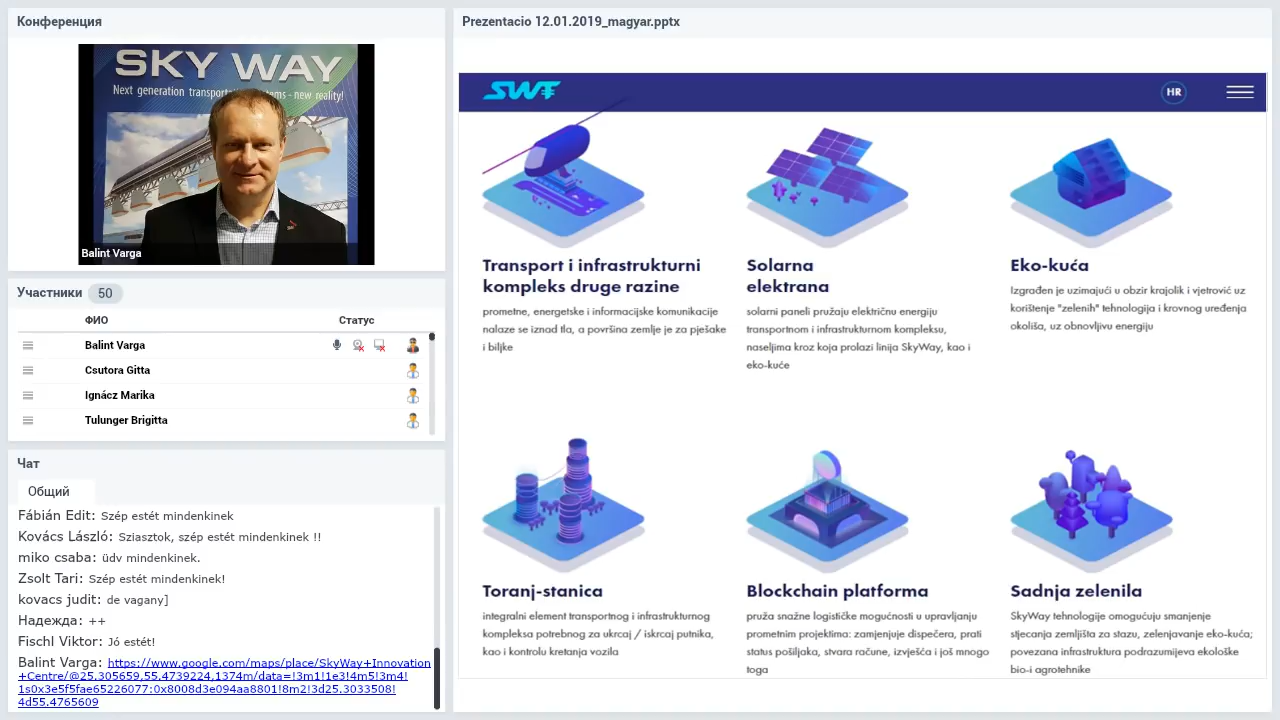 Конференция
SKY WAY
Balint Varga
Участники 50
ФИО Статус
Balint Varga
Csutora Gitta
Ignácz Marika
Tulunger Brigitta
Чат
Общий
Fábián Edit: Szép estét mindenkinek
Kovács László: Sziasztok, szép estét mindenkinek !!
miko csaba: üdv mindenkinek.
Zsolt Tari: Szép estét mindenkinek!
kovacs judit: de vagany]
Надежда: ++
Fischl Viktor: Jó estét!
Balint Varga: https://www.google.com/maps/place/SkyWay+Innovation
+Centre/@25.305659,55.4739224,1374m/data=!3m1!1e3!4m5!3m4!
1s0x3e5f5fae65226077:0x8008d3e094aa8801!8m2!3d25.3033508!
4d55.4765609
Prezentacio 12.01.2019_magyar.pptx
HR
Transport i infrastrukturni
kompleks druge razine
prometne, energetske i informacijske komunikacije
nalaze se iznad tla, a površina zemlje je za pješake
i biljke
Solarna
elektrana
solarni paneli pružaju električnu energiju
transportnom i infrastrukturnom kompleksu,
naseljima kroz koja prolazi linija SkyWay, kao i
eko-kuće
Eko-kuća
Izgrađen je uzimajući u obzir krajolik i vjetrović uz
korištenje "zelenih" tehnologija i krovnog uređenja
okoliša, uz obnovljivu energiju
Toranj-stanica
integralni element transportnog i infrastrukturnog
kompleksa potrebnog za ukrcaj / iskrcaj putnika,
kao i kontrolu kretanja vozila
Blockchain platforma
pruža snažne logističke mogućnosti u upravljanju
prometnim projektima: zamjenjuje dispečera, prati
status pošiljaka, stvara račune, izvješća i još mnogo
toga
Sadnja zelenila
SkyWay tehnologije omogućuju smanjenje
stjecanja zemljišta za stazu, zelenjavanje eko-kuća;
povezana infrastruktura podrazumijeva ekološke
bio-i agrotehnike